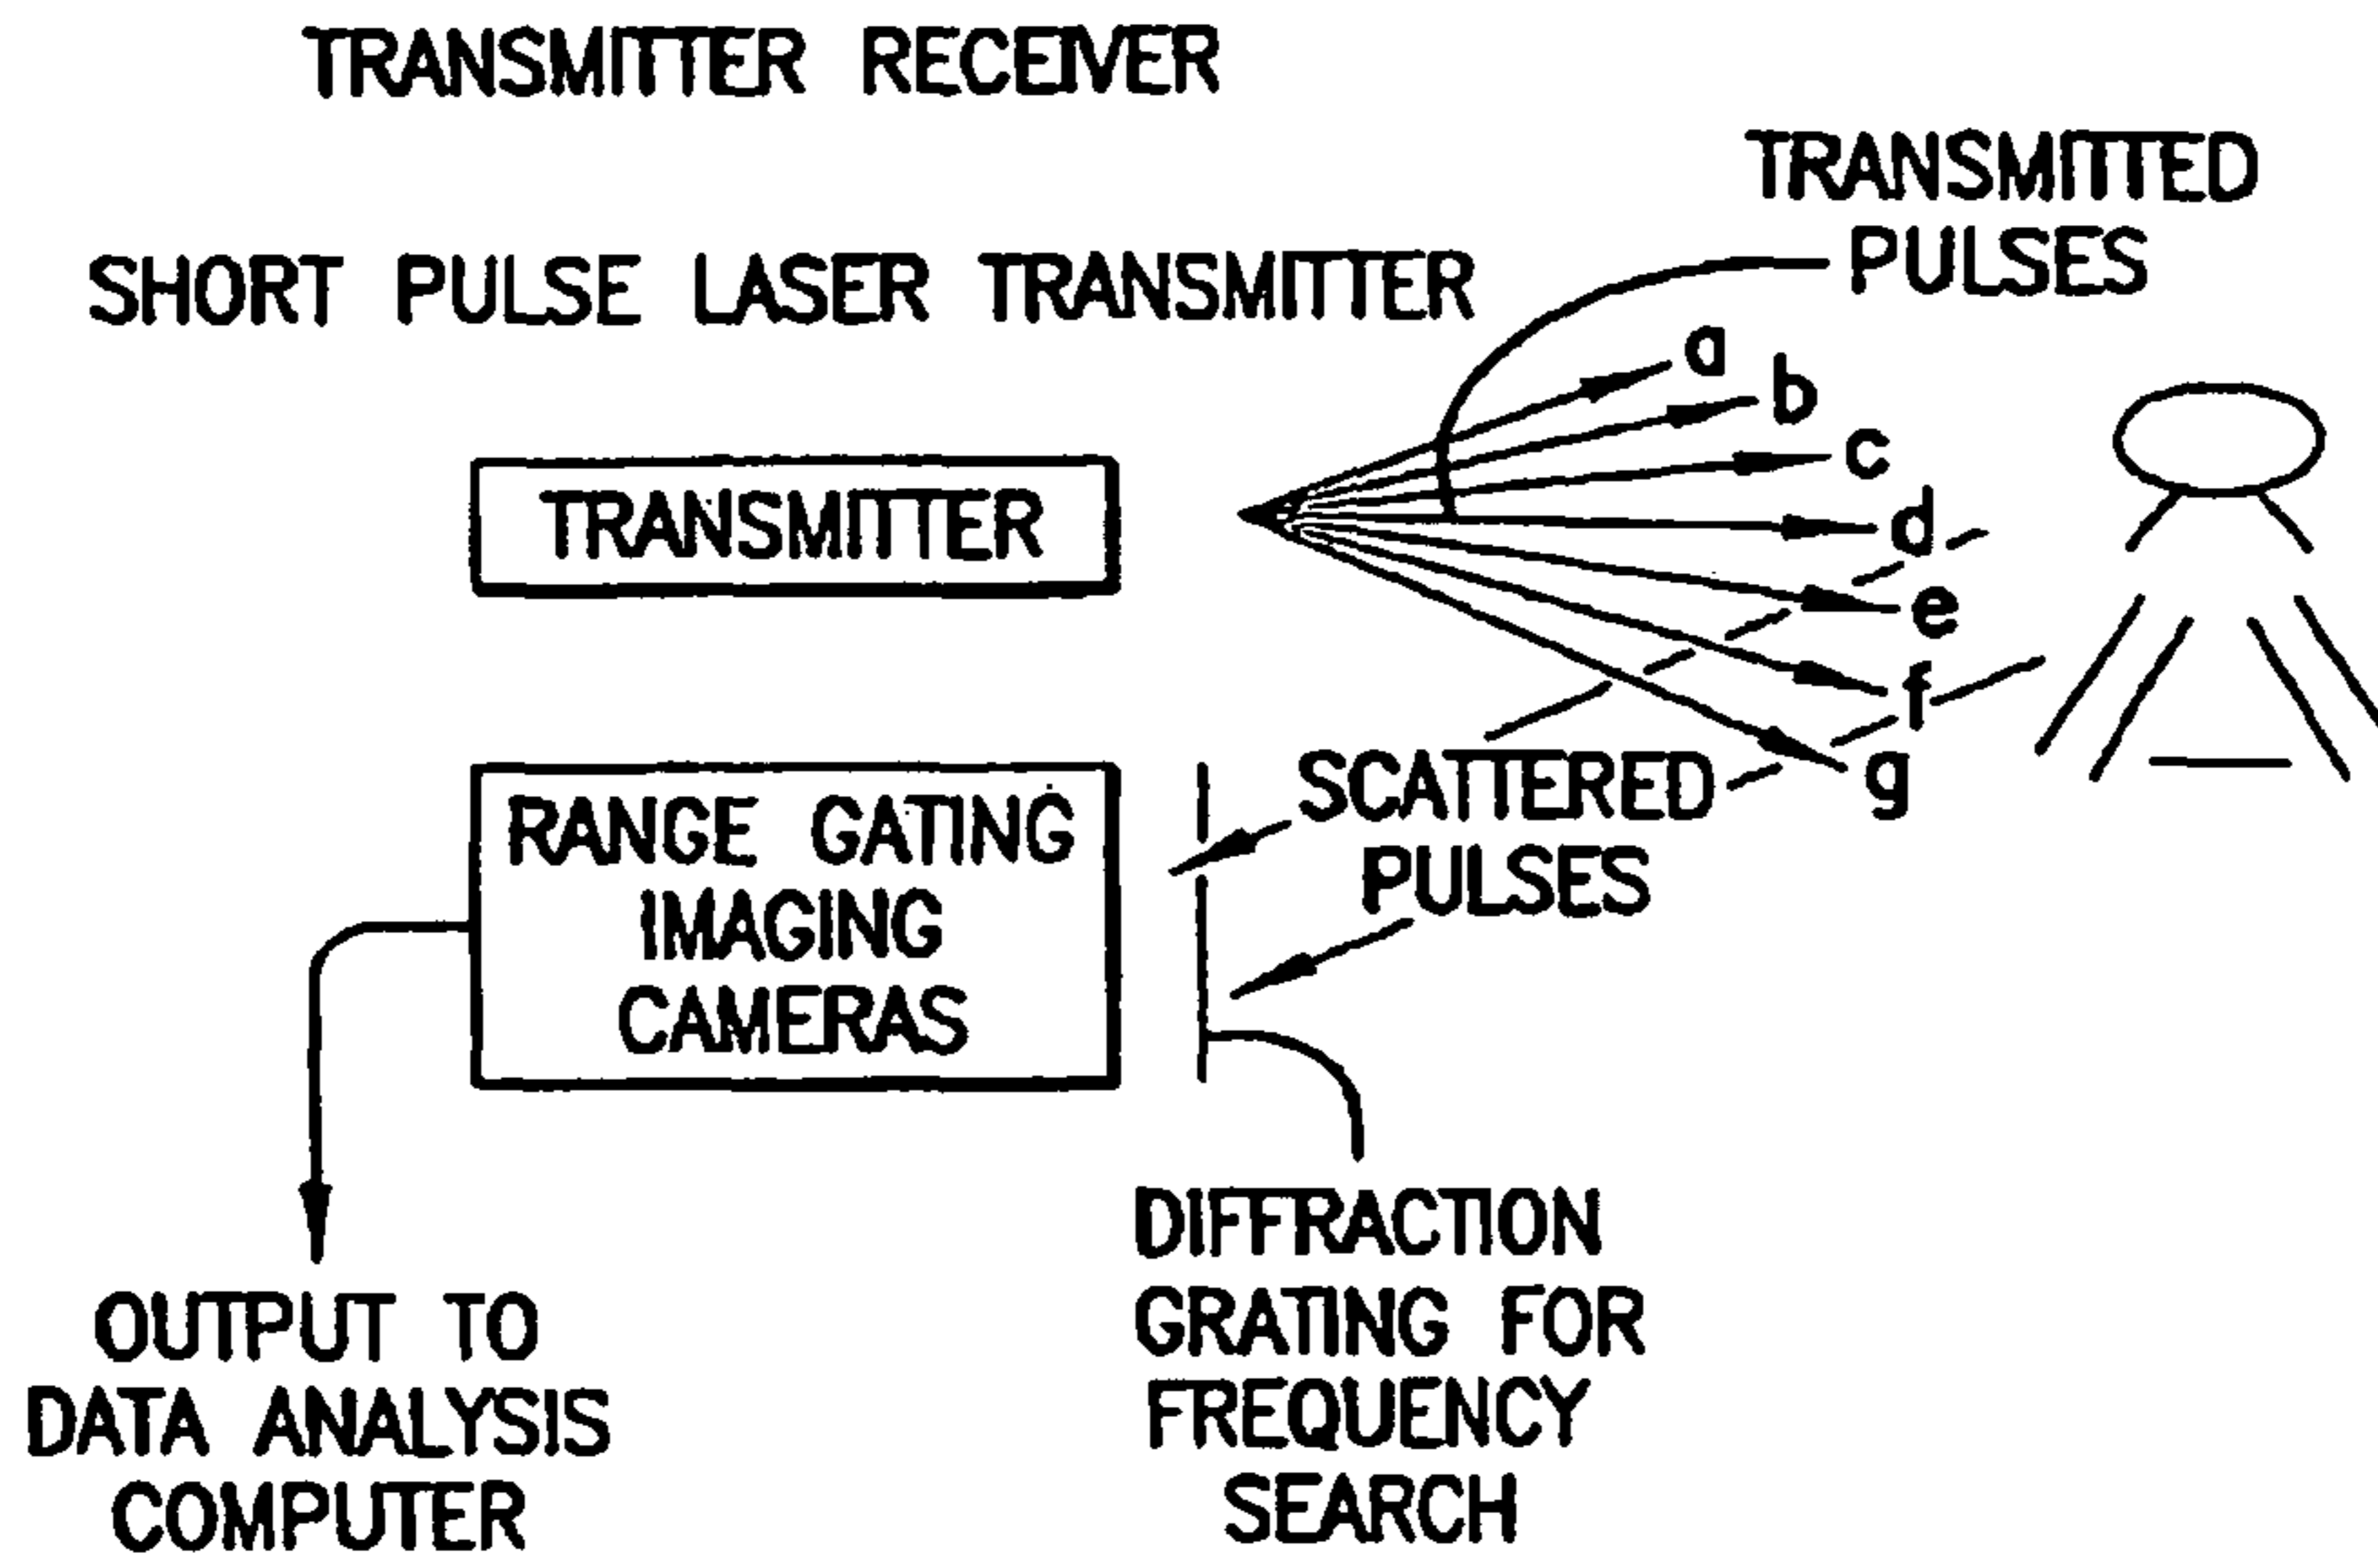 TRANSMITTER RECEIVER
TRANSMITTED
PULSES
SHORT PULSE LASER TRANSMITTER
a
b
c
d
e
f
g
TRANSMITTER
RANGE GATING
IMAGING
CAMERAS
SCATTERED
PULSES
DIFFRACTION
GRATING FOR
FREQUENCY
SEARCH
OUTPUT TO
DATA ANALYSIS
COMPUTER